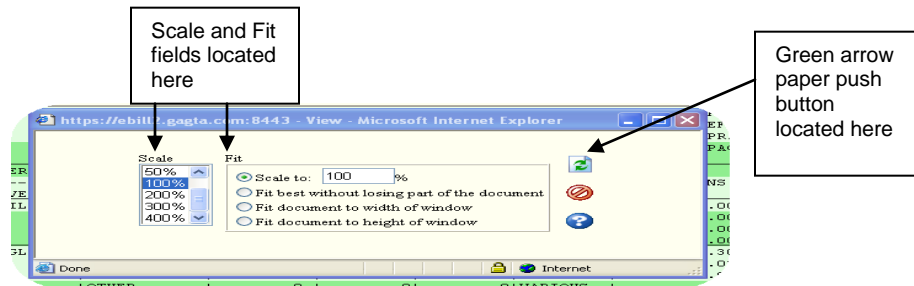 Scale and Fit
fields located
here
Green arrow
paper push
button
located here
https://ebill2.gagta.com:8443 - View - Microsoft Internet Explorer
Scale
Fit
50%
100%
200%
300%
400%
Scale to: 100 %
Fit best without losing part of the document
Fit document to width of window
Fit document to height of window
Done
Internet